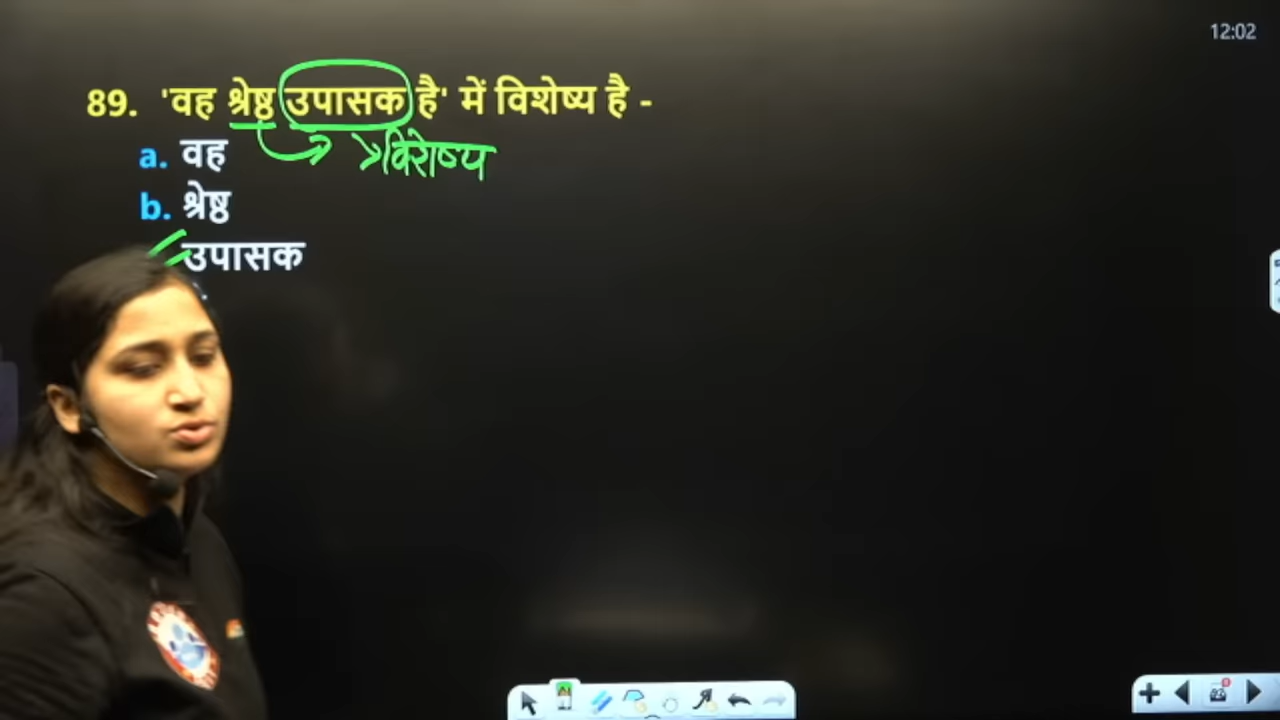 12:02
89. 'वह श्रेष्ठ उपासक है' में विशेष्य है -
a. वह
विशेष्य
b. श्रेष्ठ
उपासक